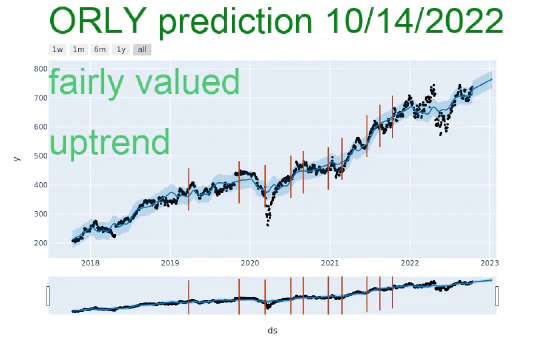 ORLY prediction 10/14/2022
1w 1m 6m 1y all
fairly valued
uptrend
800
700
600
500
400
300
200
y
2018 2019 2020 2021 2022 2023
ds